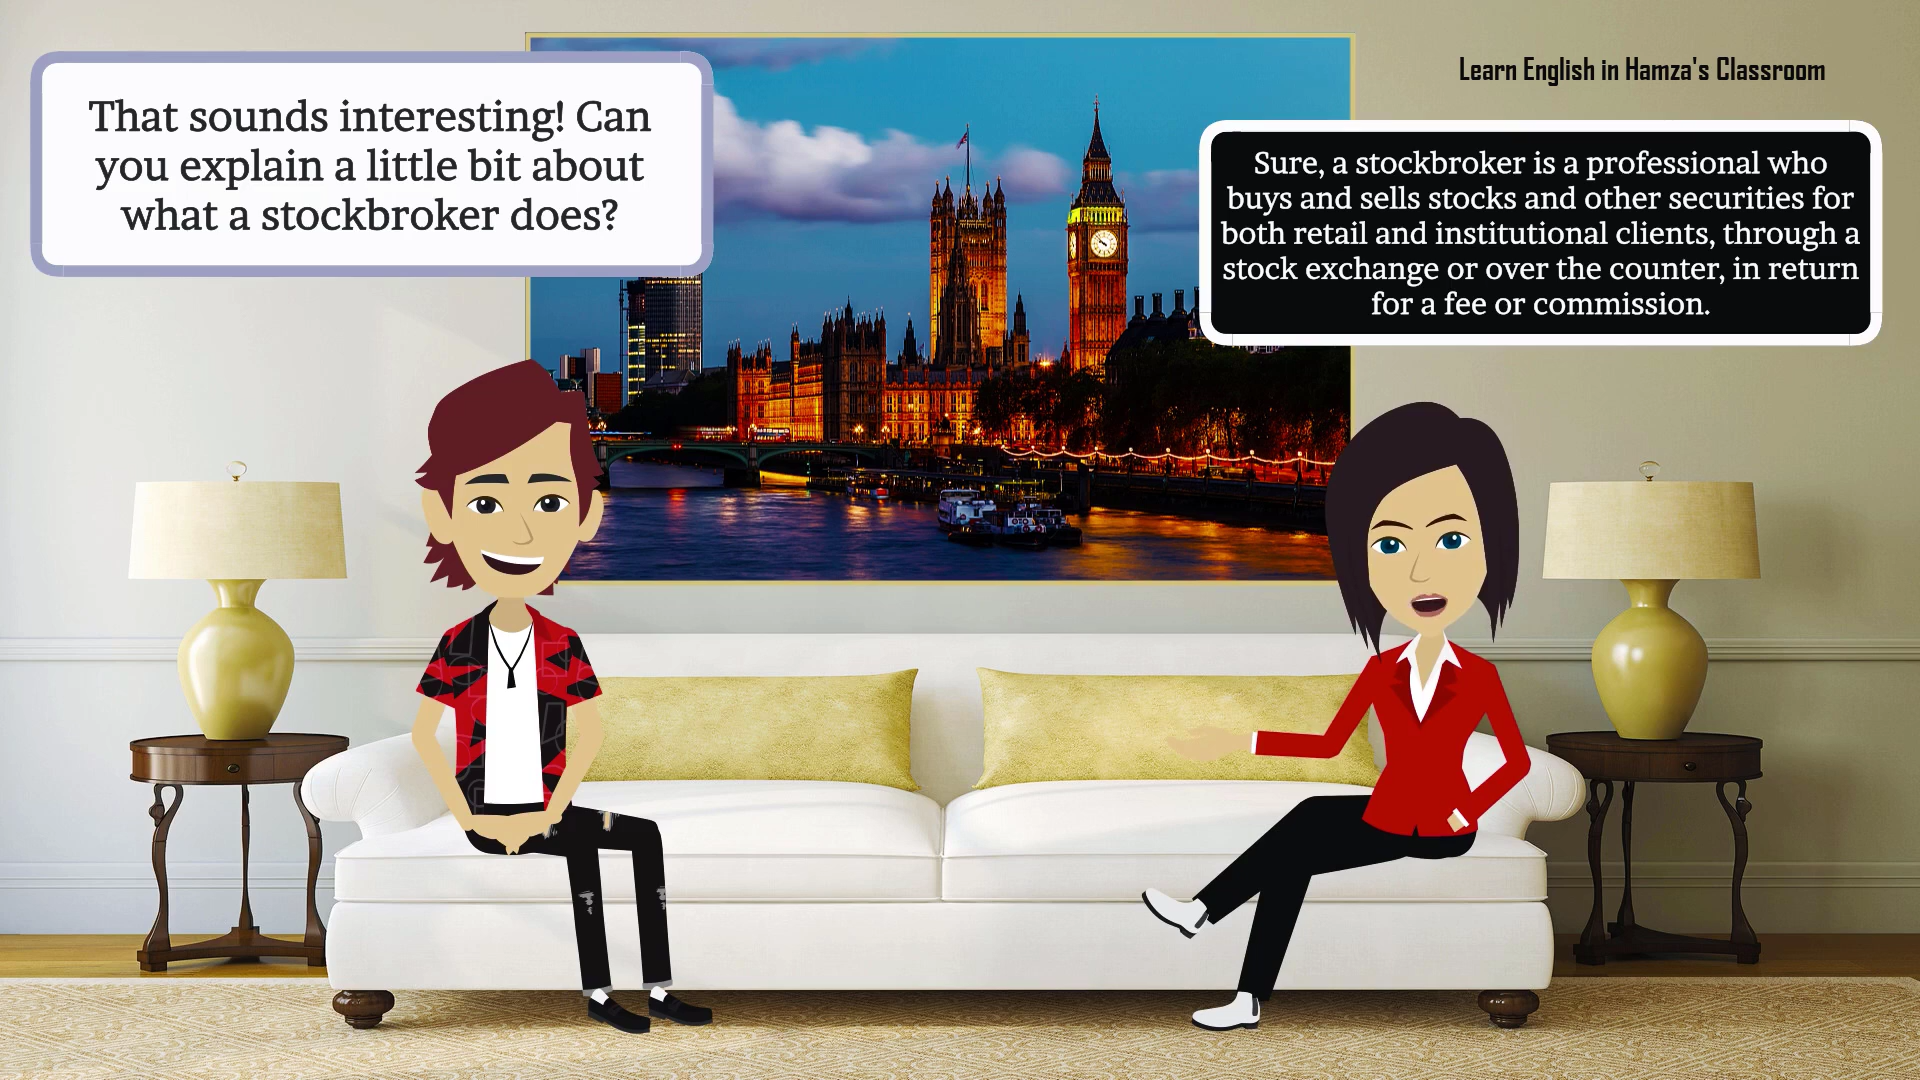 That sounds interesting! Can
you explain a little bit about
what a stockbroker does?
Learn English in Hamza's Classroom
Sure, a stockbroker is a professional who
buys and sells stocks and other securities for
both retail and institutional clients, through a
stock exchange or over the counter, in return
for a fee or commission.